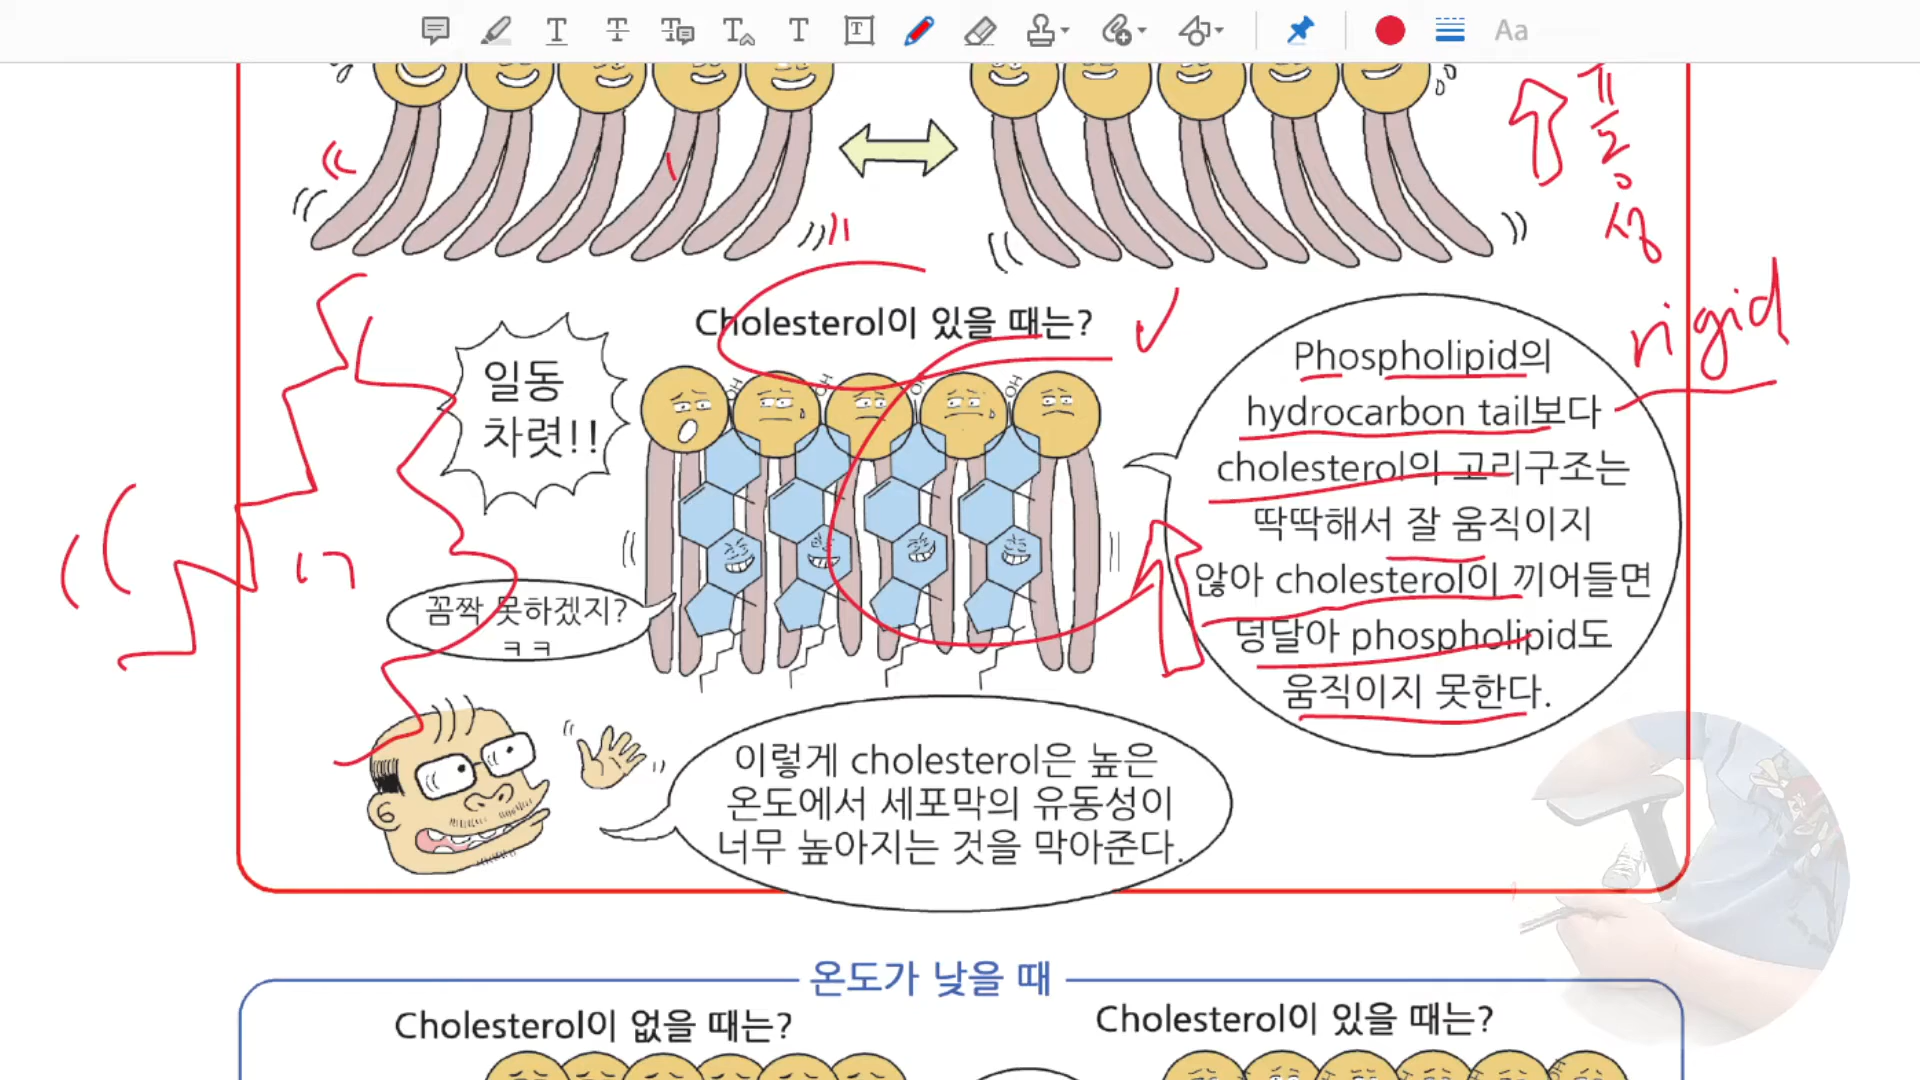 Aa
유동성
Cholesterol이 있을 때는?
rigid
일동
차렷!!
OH
OH
OH
OH
Phospholipid의
hydrocarbon tail보다
cholesterol의 고리구조는
딱딱해서 잘 움직이지
않아 cholesterol이 끼어들면
덩달아 phospholipid도
움직이지 못한다.
꼼짝 못하겠지?
ㅋㅋ
이렇게 cholesterol은 높은
온도에서 세포막의 유동성이
너무 높아지는 것을 막아준다.
온도가 낮을 때
Cholesterol이 없을 때는?
Cholesterol이 있을 때는?